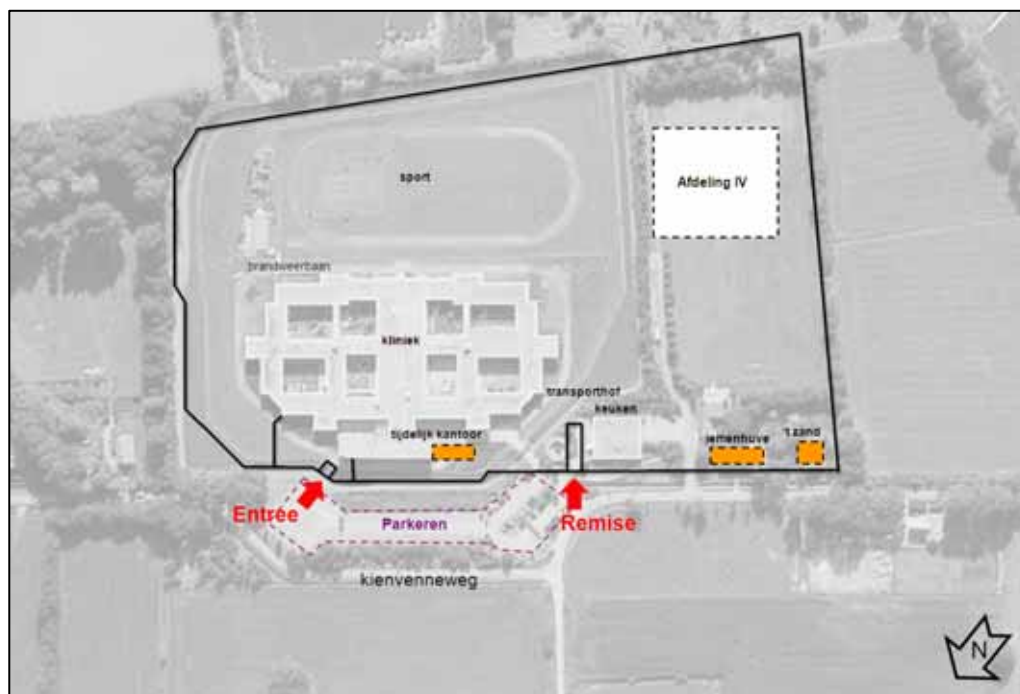 sport
Afdeling IV
brandweerbaan
kliniek
transporthof
keuken
tijdelijk kantoor
jemenhuve
't zand
Entrée
Parkeren
Remise
kienvenneweg
N